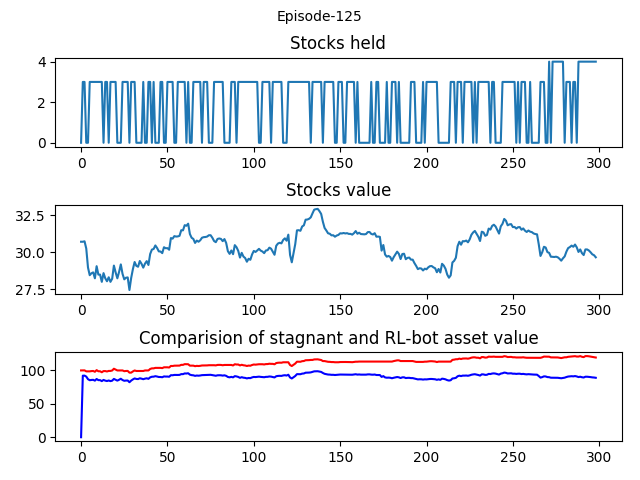 Episode-125
Stocks held
4
2
0
0 50 100 150 200 250 300
Stocks value
32.5
30.0
27.5
0 50 100 150 200 250 300
Comparision of stagnant and RL-bot asset value
100
50
0
0 50 100 150 200 250 300